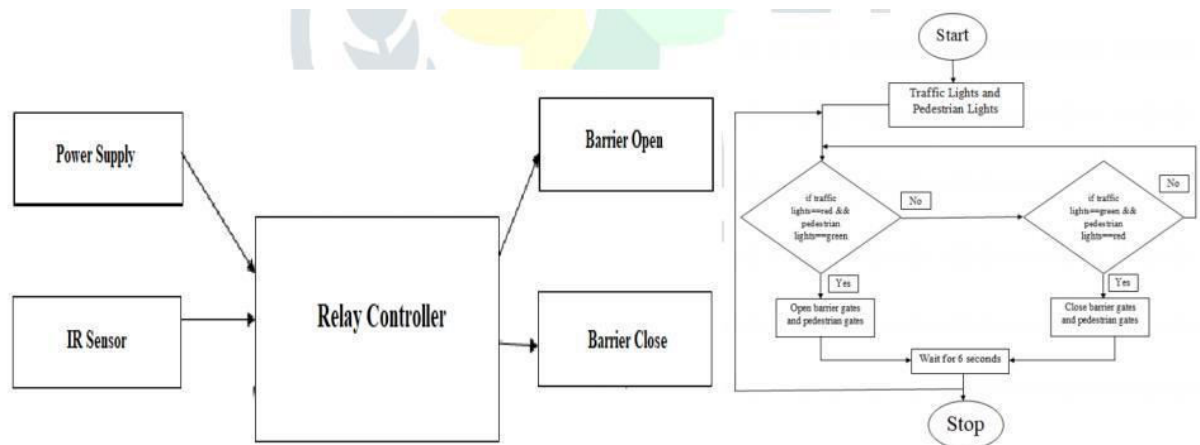 Power Supply
IR Sensor
Relay Controller
Barrier Open
Barrier Close
Start
Traffic Lights and
Pedestrian Lights
if traffic
lights==red &&
pedestrian
lights==green
No
if traffic
lights==green &&
pedestrian
lights==red
No
Yes
Yes
Open barrier gates
and pedestrian gates
Close barrier gates
and pedestrian gates
Wait for 6 seconds
Stop